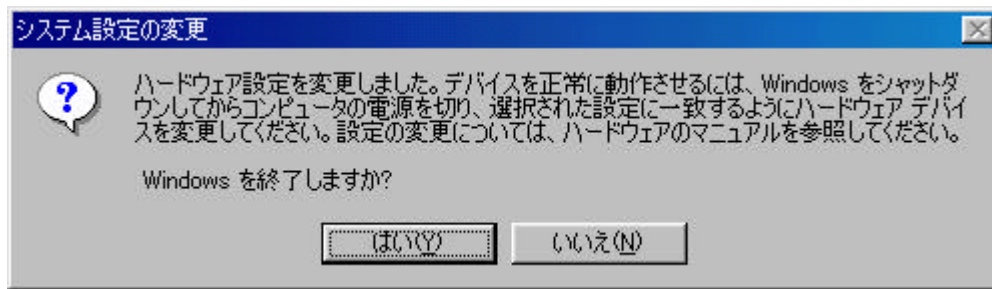 システム設定の変更
ハードウェア設定を変更しました。デバイスを正常に動作させるには、Windows をシャットダ
ウンしてからコンピュータの電源を切り、選択された設定に一致するようにハードウェア デバイ
スを変更してください。設定の変更については、ハードウェアのマニュアルを参照してください。
Windows を終了しますか?
はい(Y) いいえ(N)